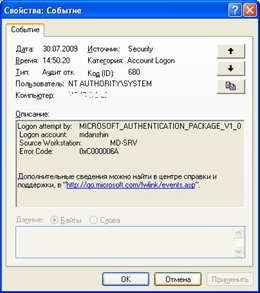 Свойства: Событие
Событие
Дата: 30.07.2009 Источник: Security
Время: 14:50:20 Категория: Account Logon
Тип: Аудит отк Код (ID): 680
Пользователь: NT AUTHORITY\SYSTEM
Компьютер:
Описание:
Logon attempt by: MICROSOFT_AUTHENTICATION_PACKAGE_V1_0
Logon account: mdanshin
Source Workstation: MD-SRV
Error Code: 0xC000006A
Дополнительные сведения можно найти в центре справки и
поддержки, в "http://go.microsoft.com/fwlink/events.asp".
Данные: Байты Слова
ОК Отмена Применить